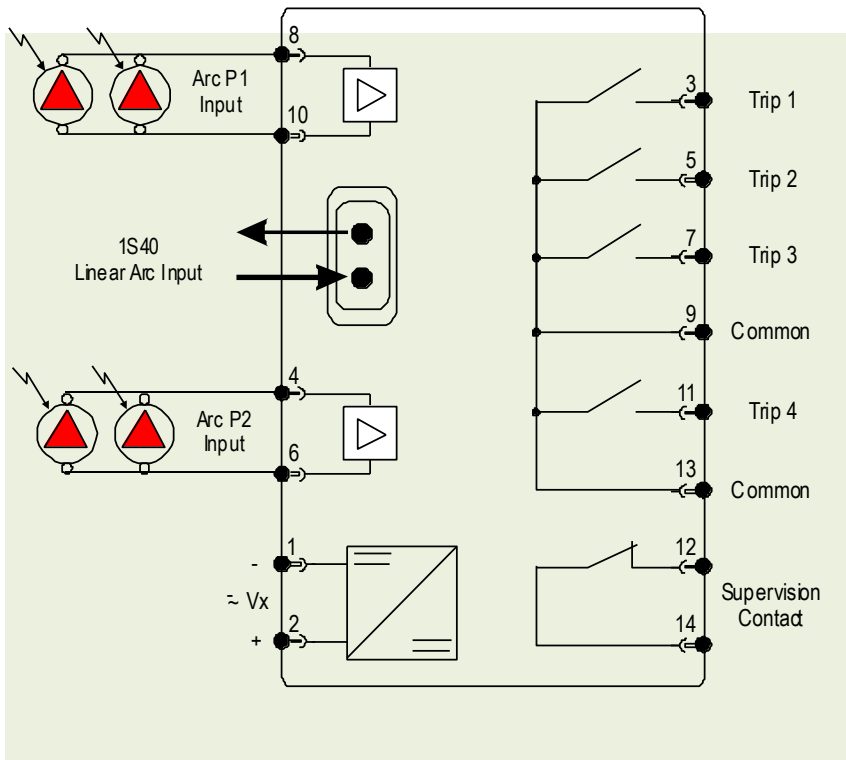 8
Arc P1
Input
10
1S40
Linear Arc Input
4
Arc P2
Input
6
1
-
~ Vx
2
+
3
Trip 1
5
Trip 2
7
Trip 3
9
Common
11
Trip 4
13
Common
12
Supervision
Contact
14